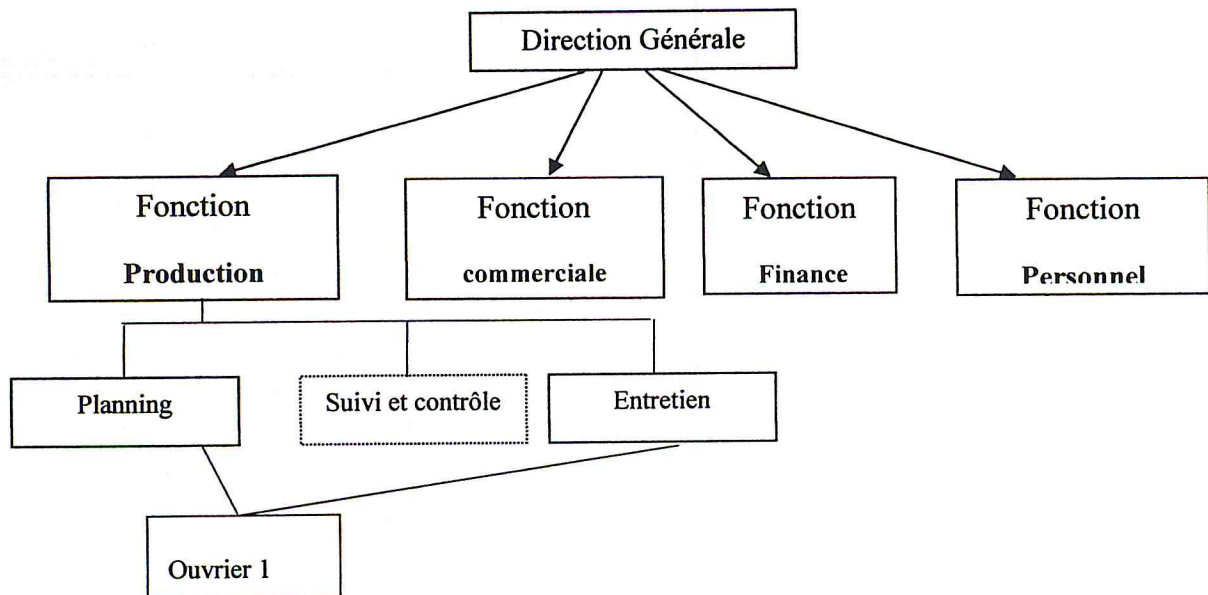 Direction Générale
Fonction
Production
Fonction
commerciale
Fonction
Finance
Fonction
Personnel
Planning
Suivi et contrôle
Entretien
Ouvrier 1